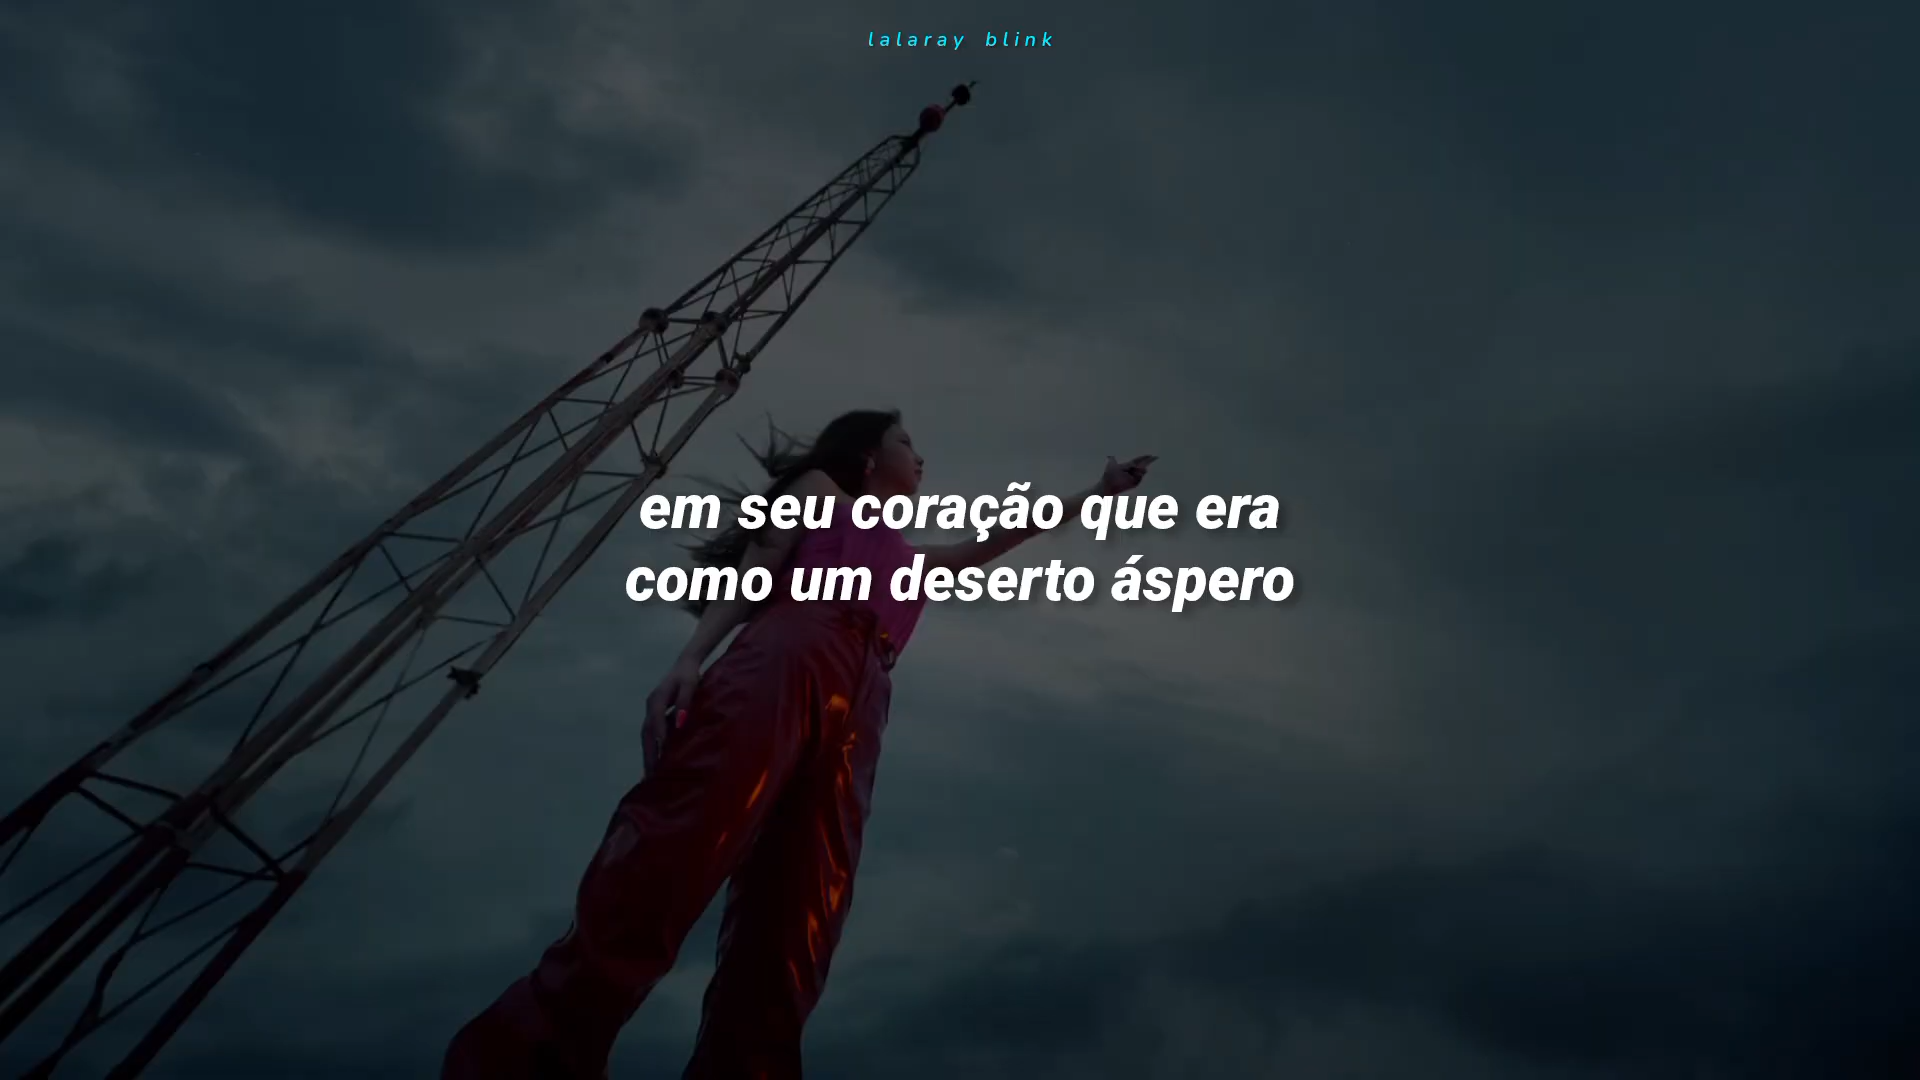 lalaray blink
em seu coração que era
como um deserto áspero